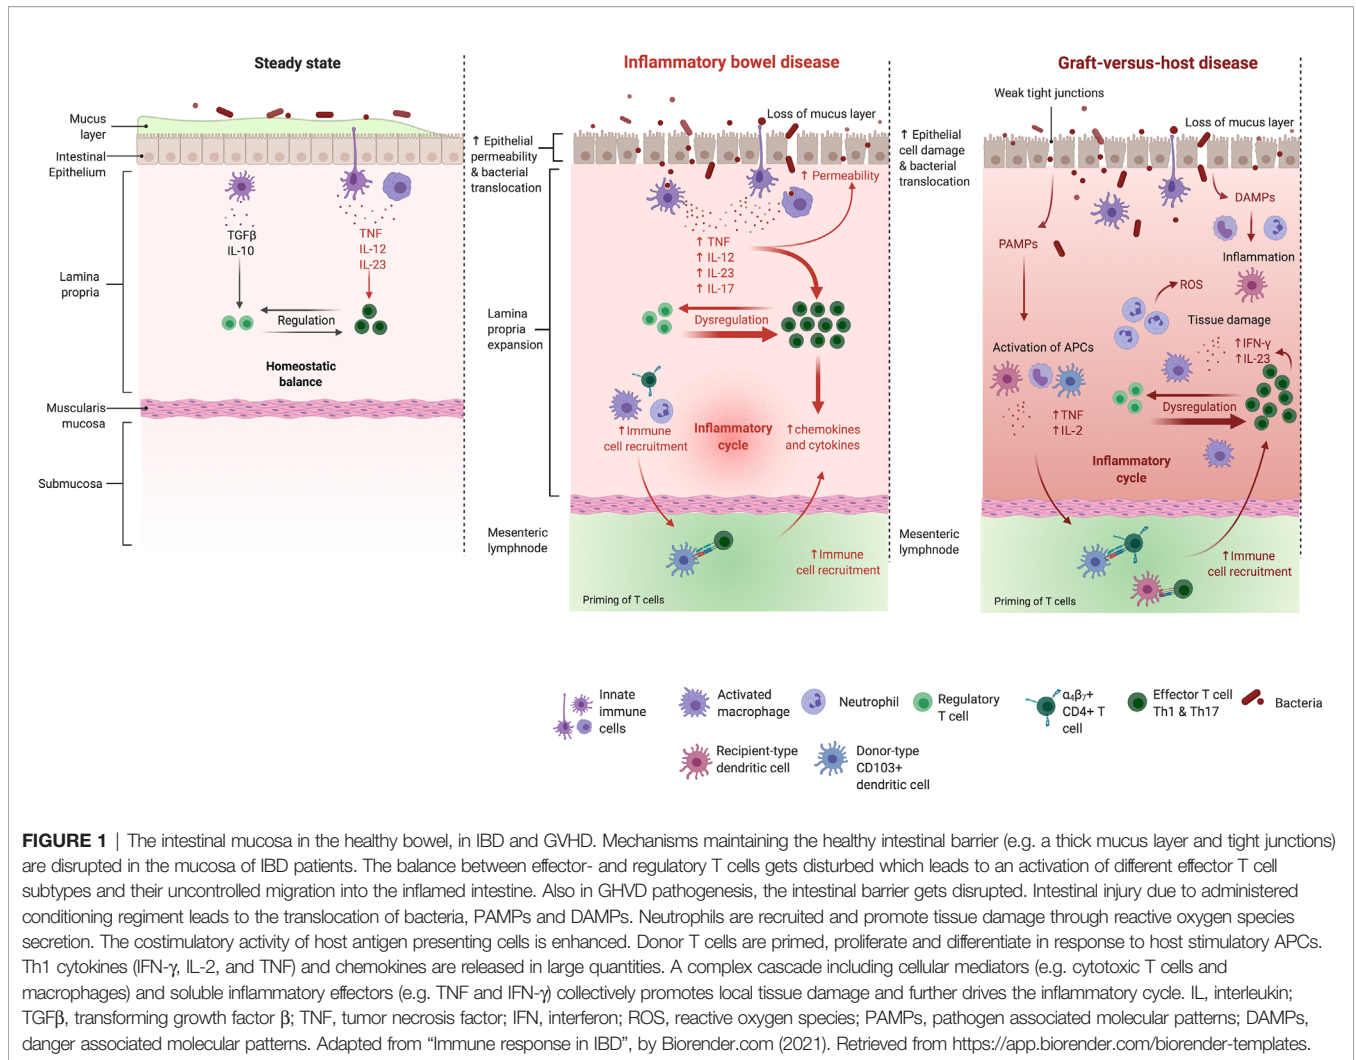 Steady state
Mucus
layer
Intestinal
Epithelium
TGFβ
IL-10
TNF
IL-12
IL-23
Lamina
propria
Regulation
Homeostatic
balance
Muscularis
mucosa
Submucosa
Inflammatory bowel disease
Loss of mucus layer
↑ Epithelial
permeability
& bacterial
translocation
↑ Permeability
↑ TNF
↑ IL-12
↑ IL-23
↑ IL-17
Lamina
propria
expansion
Dysregulation
↑Immune
cell recruitment
Inflammatory
cycle
↑chemokines
and cytokines
Mesenteric
lymphnode
↑Immune
cell recruitment
Priming of T cells
Graft-versus-host disease
Weak tight junctions
Loss of mucus layer
↑ Epithelial
cell damage
& bacterial
translocation
DAMPs
PAMPs
Inflammation
ROS
Tissue damage
Activation of APCs
↑IFN-γ
↑IL-23
↑TNF
↑IL-2
Dysregulation
Inflammatory
cycle
Mesenteric
lymphnode
↑Immune
cell recruitment
Priming of T cells
Innate
immune
cells
Activated
macrophage
Neutrophil
Regulatory
T cell
α₄β₇+
CD4+ T
cell
Effector T cell
Th1 & Th17
Bacteria
Recipient-type
dendritic cell
Donor-type
CD103+
dendritic cell
FIGURE 1 | The intestinal mucosa in the healthy bowel, in IBD and GVHD. Mechanisms maintaining the healthy intestinal barrier (e.g. a thick mucus layer and tight junctions)
are disrupted in the mucosa of IBD patients. The balance between effector- and regulatory T cells gets disturbed which leads to an activation of different effector T cell
subtypes and their uncontrolled migration into the inflamed intestine. Also in GHVD pathogenesis, the intestinal barrier gets disrupted. Intestinal injury due to administered
conditioning regiment leads to the translocation of bacteria, PAMPs and DAMPs. Neutrophils are recruited and promote tissue damage through reactive oxygen species
secretion. The costimulatory activity of host antigen presenting cells is enhanced. Donor T cells are primed, proliferate and differentiate in response to host stimulatory APCs.
Th1 cytokines (IFN-γ, IL-2, and TNF) and chemokines are released in large quantities. A complex cascade including cellular mediators (e.g. cytotoxic T cells and
macrophages) and soluble inflammatory effectors (e.g. TNF and IFN-γ) collectively promotes local tissue damage and further drives the inflammatory cycle. IL, interleukin;
TGFβ, transforming growth factor β; TNF, tumor necrosis factor; IFN, interferon; ROS, reactive oxygen species; PAMPs, pathogen associated molecular patterns; DAMPs,
danger associated molecular patterns. Adapted from “Immune response in IBD”, by Biorender.com (2021). Retrieved from https://app.biorender.com/biorender-templates.